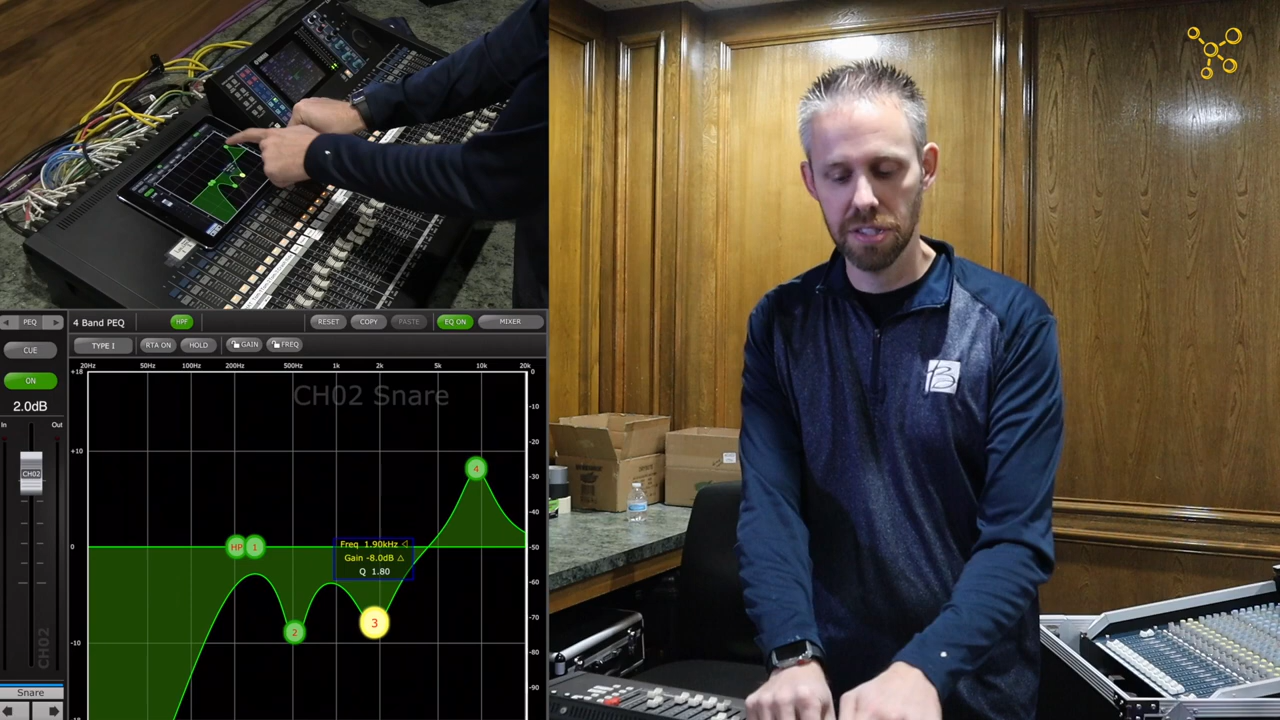 PEQ
4 Band PEQ
HPF
RESET
COPY
PASTE
EQ ON
MIXER
CUE
TYPE I
RTA ON
HOLD
GAIN
FREQ
ON
20Hz 50Hz 100Hz 200Hz 500Hz 1k 2k 5k 10k 20k
+18
0
CH02 Snare
2.0dB
-10
In Out
-20
+10
4
CH02
-30
-40
0
HP
1
Freq 1.90kHz
Gain -8.0dB
Q 1.80
-50
-60
3
-70
2
-10
-80
CH02
-90
Snare
B